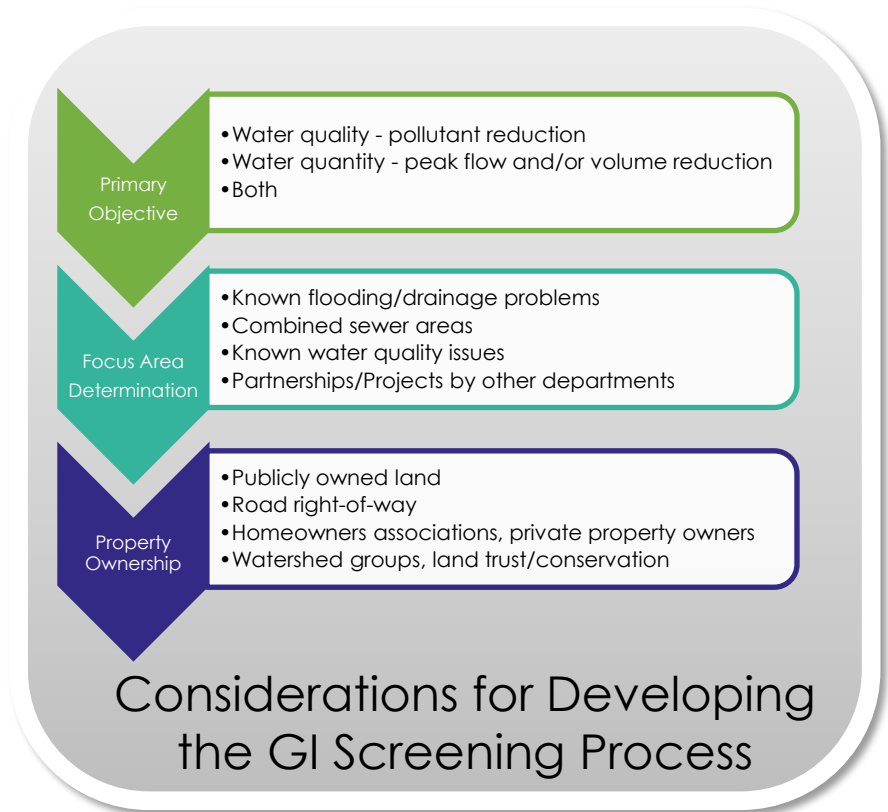 Primary
Objective
•Water quality - pollutant reduction
•Water quantity - peak flow and/or volume reduction
•Both
Focus Area
Determination
•Known flooding/drainage problems
•Combined sewer areas
•Known water quality issues
•Partnerships/Projects by other departments
Property
Ownership
•Publicly owned land
•Road right-of-way
•Homeowners associations, private property owners
•Watershed groups, land trust/conservation
Considerations for Developing
the GI Screening Process